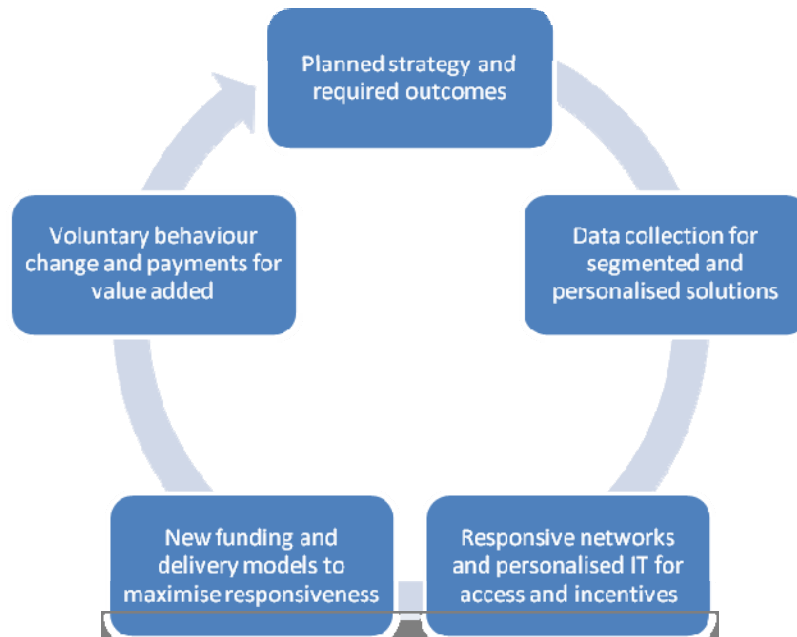 Planned strategy and
required outcomes
Data collection for
segmented and
personalised solutions
Responsive networks
and personalised IT for
access and incentives
New funding and
delivery models to
maximise responsiveness
Voluntary behaviour
change and payments for
value added